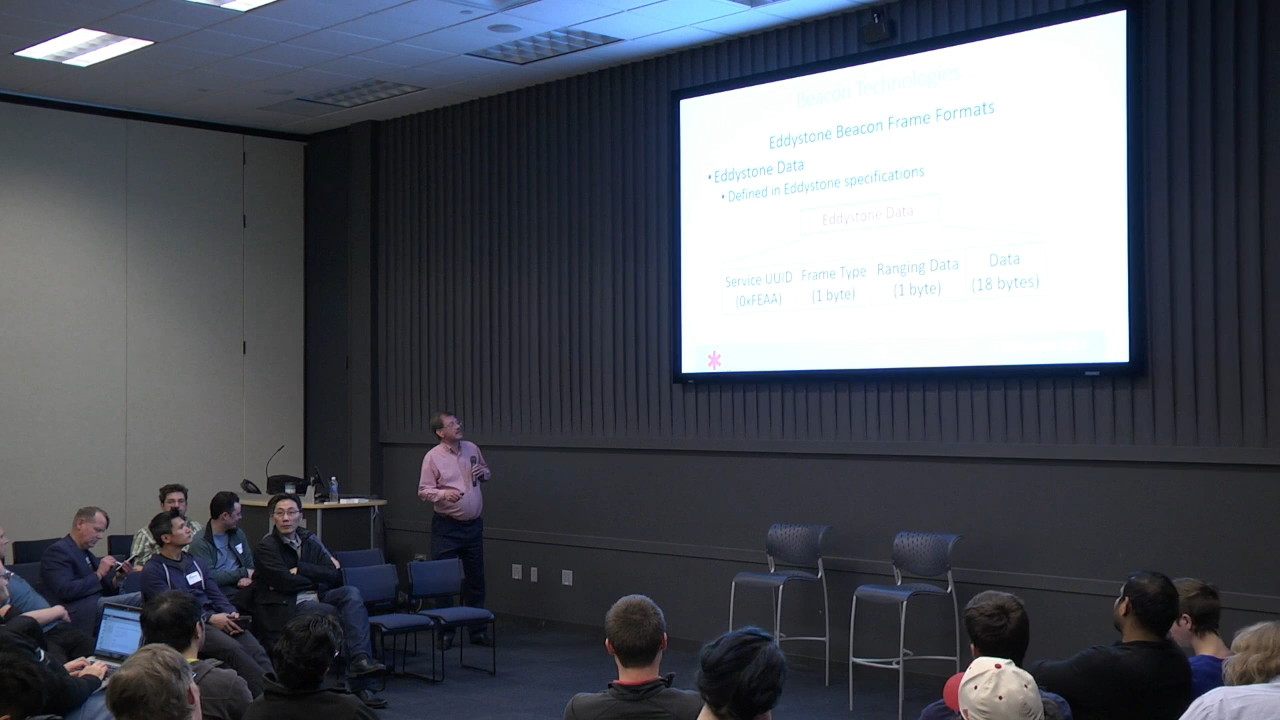 Beacon Technologies
Eddystone Beacon Frame Formats
• Eddystone Data
• Defined in Eddystone specifications
Eddystone Data
Service UUID (0xFEAA)
Frame Type (1 byte)
Ranging Data (1 byte)
Data (18 bytes)